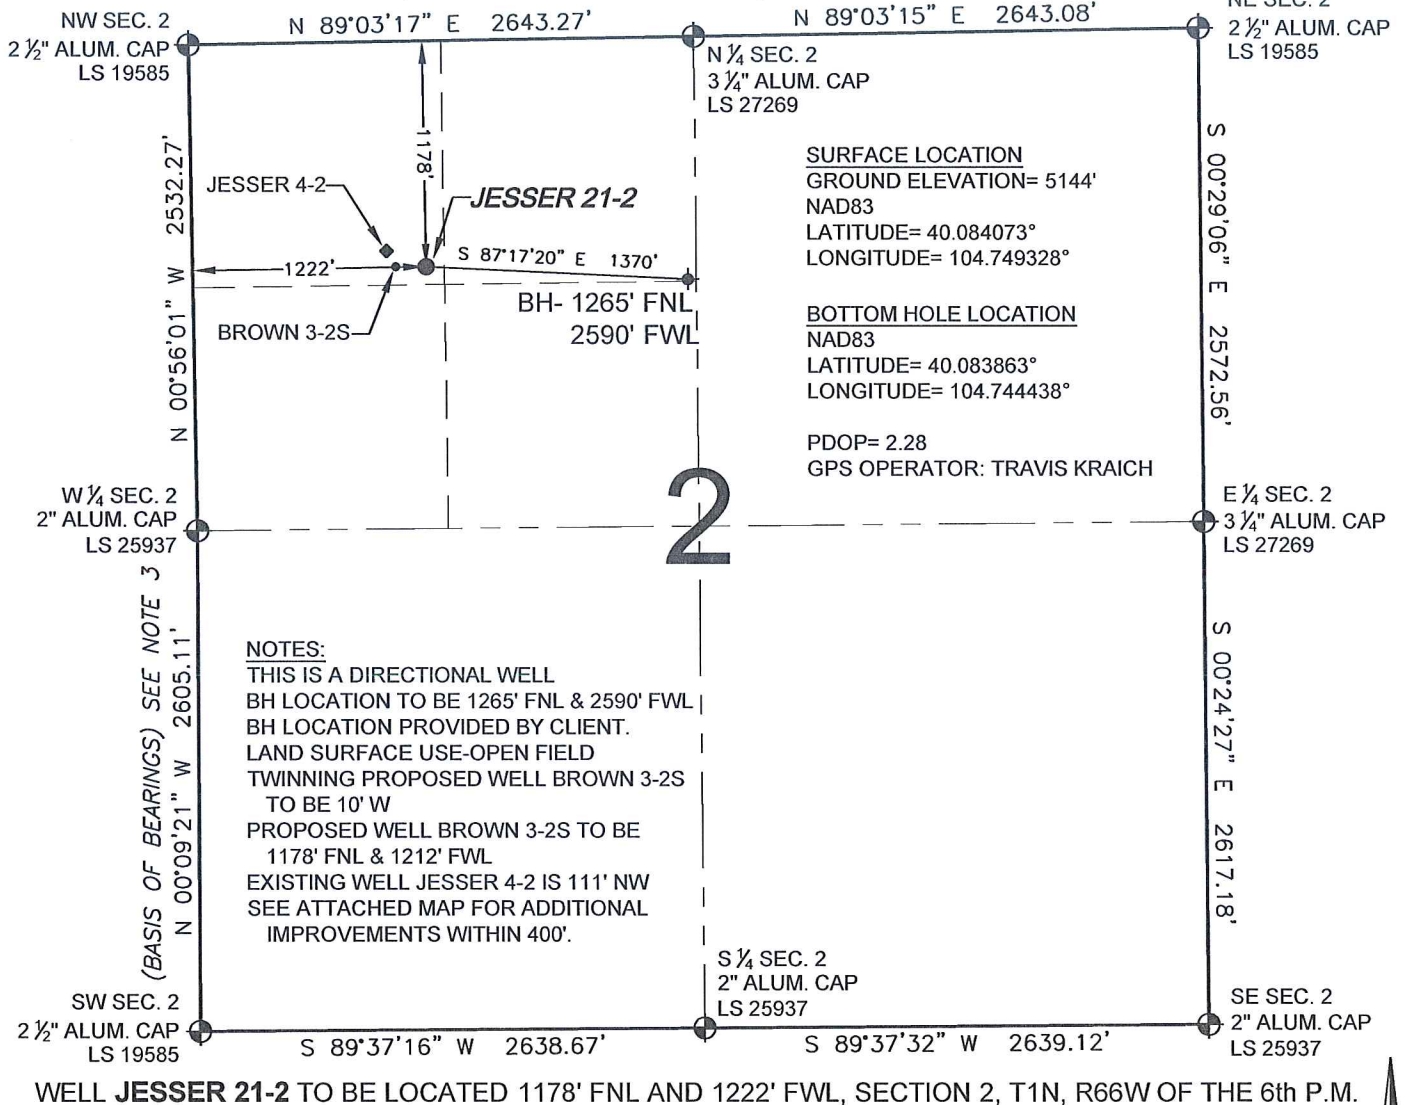 NW SEC. 2
2 ½" ALUM. CAP
LS 19585
N 89°03'17" E 2643.27'
N 89°03'15" E 2643.08'
NE SEC. 2
2 ½" ALUM. CAP
LS 19585
N ¼ SEC. 2
3 ¼" ALUM. CAP
LS 27269
N 00°56'01" W 2532.27'
1178'
JESSER 4-2
JESSER 21-2
S 87°17'20" E 1370'
1222'
BROWN 3-2S
BH- 1265' FNL
2590' FWL
SURFACE LOCATION
GROUND ELEVATION= 5144'
NAD83
LATITUDE= 40.084073°
LONGITUDE= 104.749328°
BOTTOM HOLE LOCATION
NAD83
LATITUDE= 40.083863°
LONGITUDE= 104.744438°
PDOP= 2.28
GPS OPERATOR: TRAVIS KRAICH
S 00°29'06" E 2572.56'
W ¼ SEC. 2
2" ALUM. CAP
LS 25937
2
E ¼ SEC. 2
3 ¼" ALUM. CAP
LS 27269
(BASIS OF BEARINGS) SEE NOTE 3
N 00°09'21" W 2605.11'
NOTES:
THIS IS A DIRECTIONAL WELL
BH LOCATION TO BE 1265' FNL & 2590' FWL
BH LOCATION PROVIDED BY CLIENT.
LAND SURFACE USE-OPEN FIELD
TWINNING PROPOSED WELL BROWN 3-2S
TO BE 10' W
PROPOSED WELL BROWN 3-2S TO BE
1178' FNL & 1212' FWL
EXISTING WELL JESSER 4-2 IS 111' NW
SEE ATTACHED MAP FOR ADDITIONAL
IMPROVEMENTS WITHIN 400'.
S 00°24'27" E 2617.18'
SW SEC. 2
2 ½" ALUM. CAP
LS 19585
S ¼ SEC. 2
2" ALUM. CAP
LS 25937
SE SEC. 2
2" ALUM. CAP
LS 25937
S 89°37'16" W 2638.67'
S 89°37'32" W 2639.12'
WELL JESSER 21-2 TO BE LOCATED 1178' FNL AND 1222' FWL, SECTION 2, T1N, R66W OF THE 6th P.M.